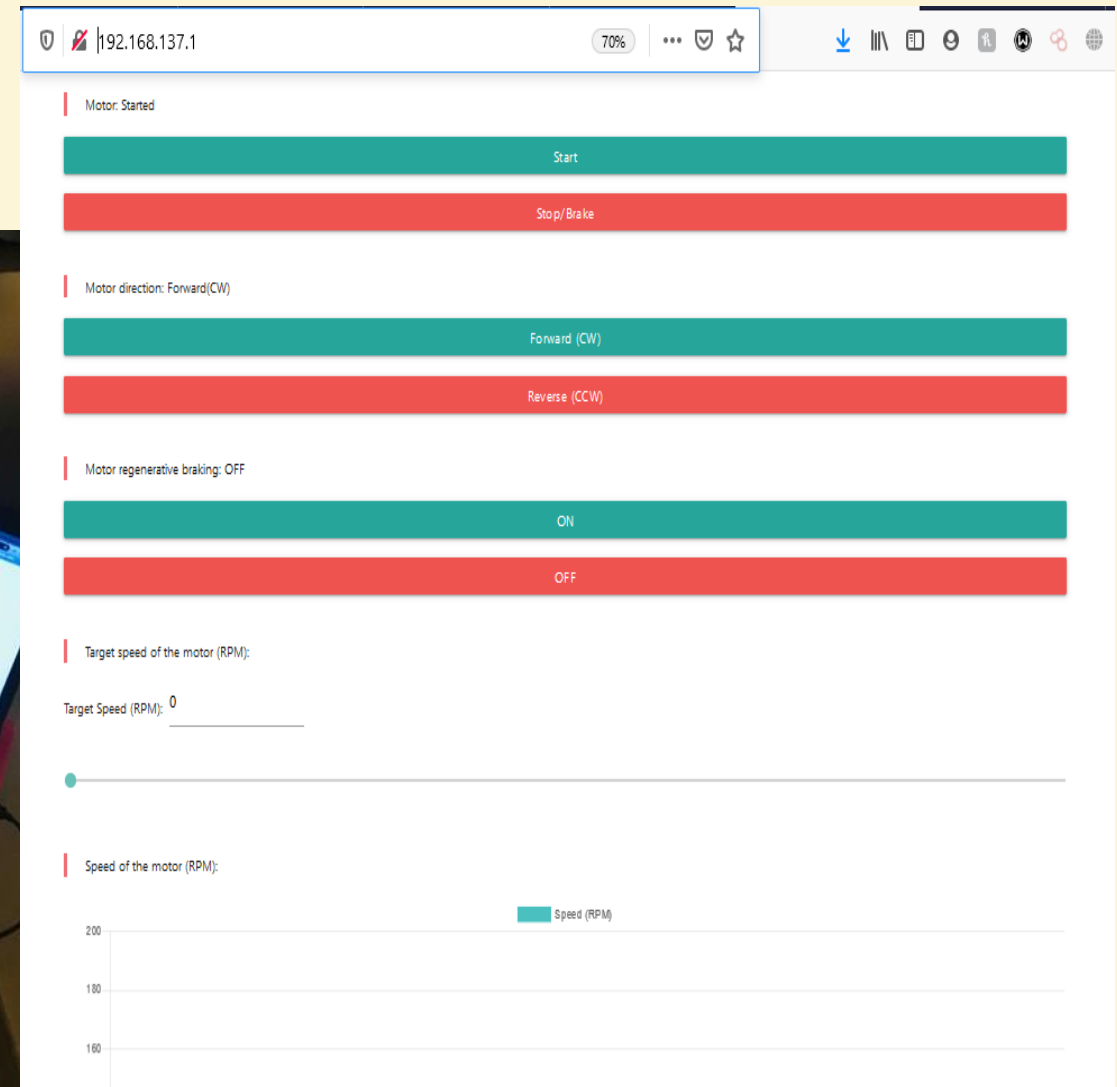 192.168.137.1 70%
Motor: Started
Start
Stop/Brake
Motor direction: Forward(CW)
Forward (CW)
Reverse (CCW)
Motor regenerative braking: OFF
ON
OFF
Target speed of the motor (RPM):
Target Speed (RPM): 0
Speed of the motor (RPM):
Speed (RPM)
200
180
160